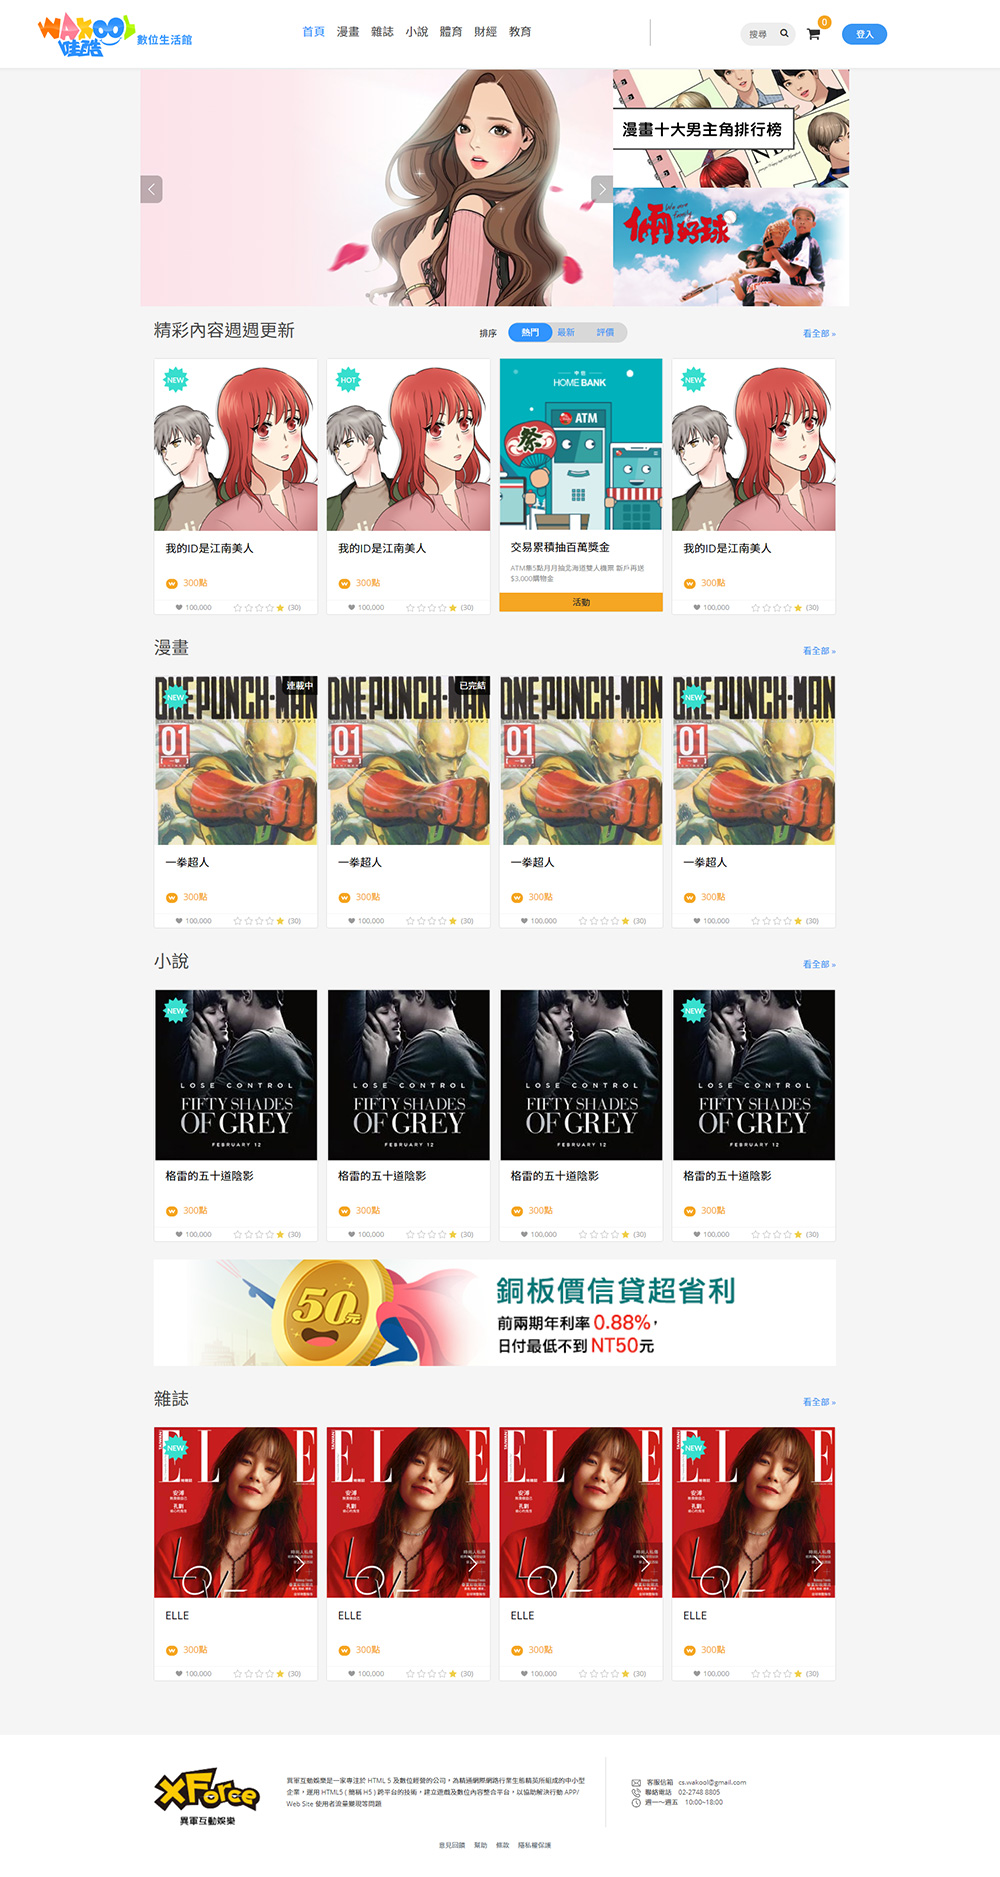 WAKOOL
哇酷
數位生活館
首頁 漫畫 雜誌 小說 體育 財經 教育
搜尋
0
登入
漫畫十大男主角排行榜
We are family
倆好球
精彩內容週週更新
排序 熱門 最新 評價
看全部 »
NEW
HOT
中信
HOME BANK
ATM
祭
NEW
我的ID是江南美人
我的ID是江南美人
交易累積抽百萬獎金
我的ID是江南美人
ATM集5點月月抽北海道雙人機票 新戶再送
$3,000購物金
300點
300點
活動
300點
100,000 (30)
100,000 (30)
100,000 (30)
漫畫
看全部 »
NEW
連載中
已完結
NEW
ONE PUNCH-MAN
ONE PUNCH-MAN
ONE PUNCH-MAN
ONE PUNCH-MAN
01
01
01
01
一拳超人
一拳超人
一拳超人
一拳超人
300點
300點
300點
300點
100,000 (30)
100,000 (30)
100,000 (30)
100,000 (30)
小說
看全部 »
NEW
NEW
LOSE CONTROL
LOSE CONTROL
LOSE CONTROL
LOSE CONTROL
FIFTY SHADES
FIFTY SHADES
FIFTY SHADES
FIFTY SHADES
OF GREY
OF GREY
OF GREY
OF GREY
FEBRUARY 12
FEBRUARY 12
FEBRUARY 12
FEBRUARY 12
格雷的五十道陰影
格雷的五十道陰影
格雷的五十道陰影
格雷的五十道陰影
300點
300點
300點
300點
100,000 (30)
100,000 (30)
100,000 (30)
100,000 (30)
50元
銅板價信貸超省利
前兩期年利率 0.88%，
日付最低不到 NT50元
雜誌
看全部 »
NEW
NEW
ELLE
ELLE
ELLE
ELLE
安溥
安溥
安溥
安溥
孔劉
孔劉
孔劉
孔劉
ELLE
ELLE
ELLE
ELLE
300點
300點
300點
300點
100,000 (30)
100,000 (30)
100,000 (30)
100,000 (30)
XForce
異軍互動娛樂
異軍互動娛樂是一家專注於 HTML 5 及數位經營的公司，為精通網際網路行業生態精英所組成的中小型
企業，運用 HTML5 ( 簡稱 H5 ) 跨平台的技術，建立遊戲及數位內容整合平台，以協助解決行動 APP/
Web Site 使用者流量變現等問題
客服信箱 cs.wakool@gmail.com
聯絡電話 02-2748 8805
週一～週五 10:00~18:00
意見回饋 幫助 條款 隱私權保護